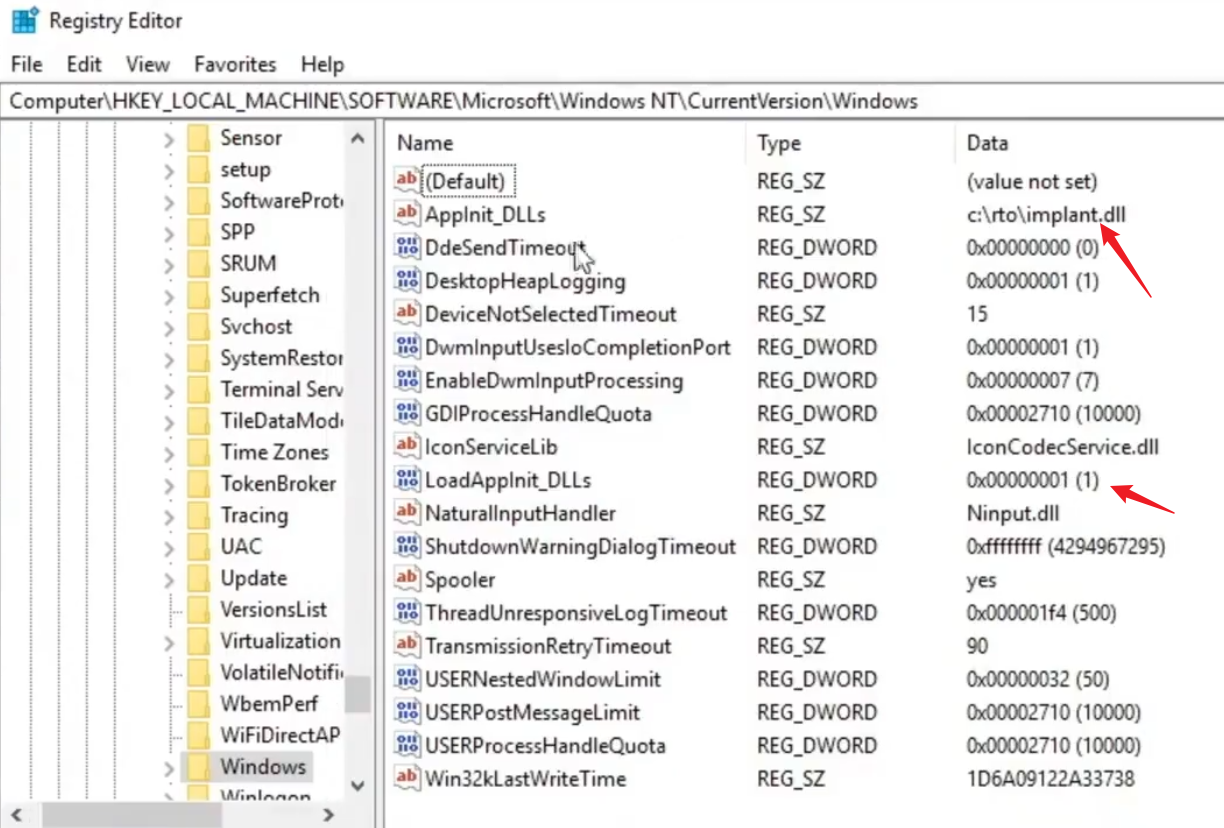 Registry Editor
File Edit View Favorites Help
Computer\HKEY_LOCAL_MACHINE\SOFTWARE\Microsoft\Windows NT\CurrentVersion\Windows
Sensor
setup
SoftwareProt
SPP
SRUM
Superfetch
Svchost
SystemRestor
Terminal Serv
TileDataMod
Time Zones
TokenBroker
Tracing
UAC
Update
VersionsList
Virtualization
VolatileNotifi
WbemPerf
WiFiDirectAP
Windows
Winlogon
Name Type Data
(Default) REG_SZ (value not set)
AppInit_DLLs REG_SZ c:\rto\implant.dll
DdeSendTimeout REG_DWORD 0x00000000 (0)
DesktopHeapLogging REG_DWORD 0x00000001 (1)
DeviceNotSelectedTimeout REG_SZ 15
DwmInputUsesIoCompletionPort REG_DWORD 0x00000001 (1)
EnableDwmInputProcessing REG_DWORD 0x00000007 (7)
GDIProcessHandleQuota REG_DWORD 0x00002710 (10000)
IconServiceLib REG_SZ IconCodecService.dll
LoadAppInit_DLLs REG_DWORD 0x00000001 (1)
NaturalInputHandler REG_SZ Ninput.dll
ShutdownWarningDialogTimeout REG_DWORD 0xffffffff (4294967295)
Spooler REG_SZ yes
ThreadUnresponsiveLogTimeout REG_DWORD 0x000001f4 (500)
TransmissionRetryTimeout REG_SZ 90
USERNestedWindowLimit REG_DWORD 0x00000032 (50)
USERPostMessageLimit REG_DWORD 0x00002710 (10000)
USERProcessHandleQuota REG_DWORD 0x00002710 (10000)
Win32kLastWriteTime REG_SZ 1D6A09122A33738